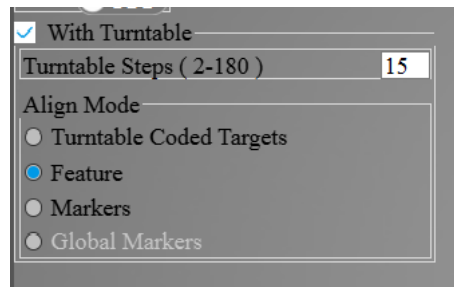 With Turntable
Turntable Steps ( 2-180 ) 15
Align Mode
Turntable Coded Targets
Feature
Markers
Global Markers